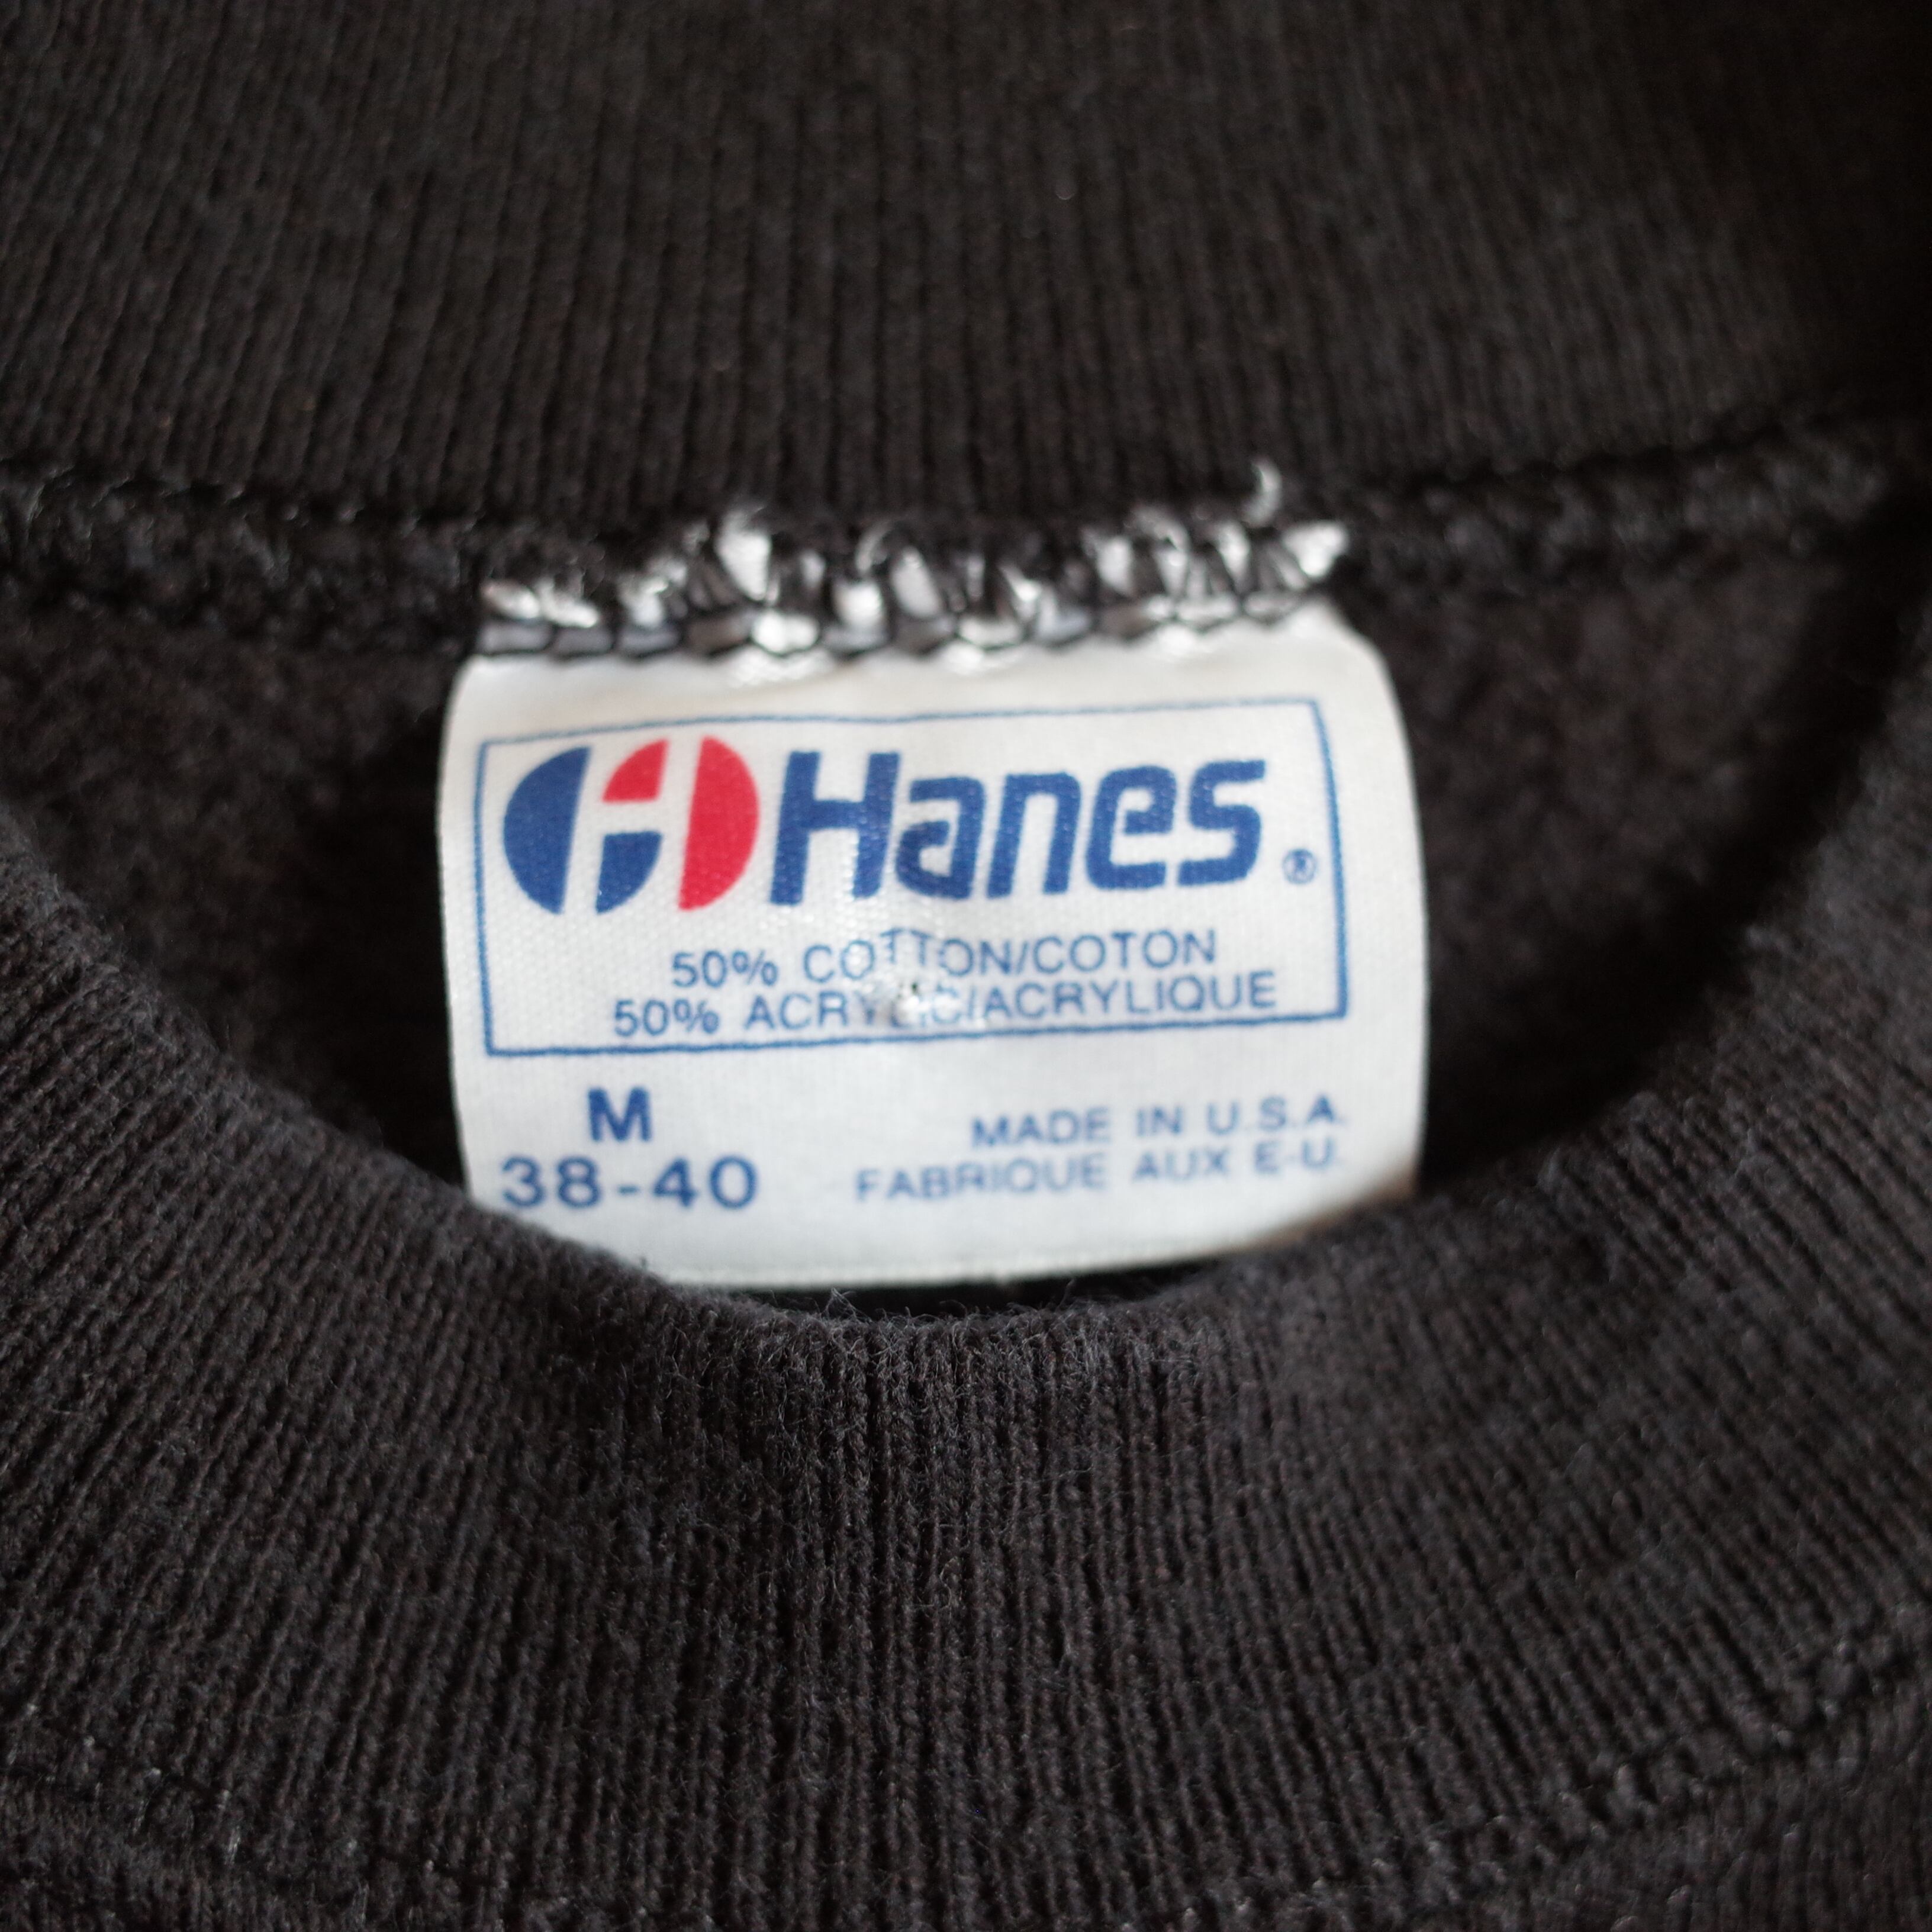 Hanes®
50% COTTON/COTON
50% ACRYLIC/ACRYLIQUE
M
38-40
MADE IN U.S.A.
FABRIQUE AUX E-U.